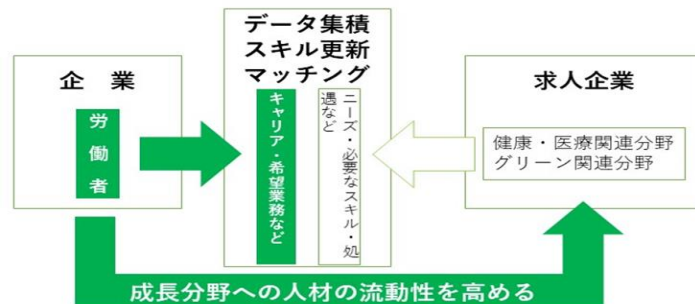 企　業
労働者
データ集積
スキル更新
マッチング
キャリア・希望業務など
ニーズ・必要なスキル・処
遇など
求人企業
健康・医療関連分野
グリーン関連分野
成長分野への人材の流動性を高める